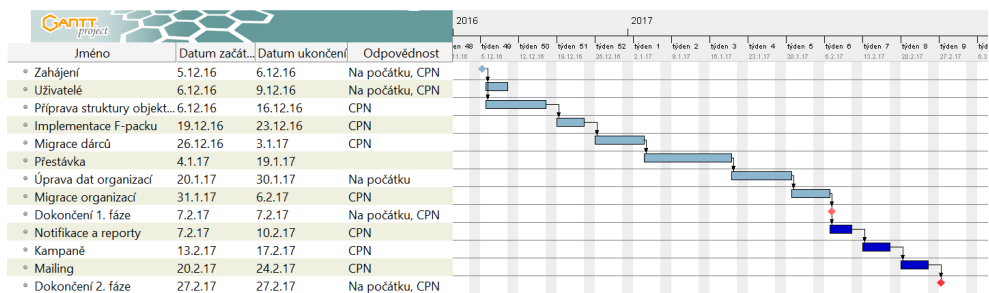 GANTT project
2016 2017
Jméno Datum začát... Datum ukončení Odpovědnost
týden 49 týden 50 týden 51 týden 52 týden 1 týden 2 týden 3 týden 4 týden 5 týden 6 týden 7 týden 8 týden 9
5.12.16 12.12.16 19.12.16 26.12.16 2.1.17 9.1.17 16.1.17 23.1.17 30.1.17 6.2.17 13.2.17 20.2.17 27.2.17
Zahájení 5.12.16 6.12.16 Na počátku, CPN
Uživatelé 6.12.16 9.12.16 Na počátku, CPN
Příprava struktury objekt... 6.12.16 16.12.16 CPN
Implementace F-packu 19.12.16 23.12.16 CPN
Migrace dárců 26.12.16 3.1.17 CPN
Přestávka 4.1.17 19.1.17
Úprava dat organizací 20.1.17 30.1.17 Na počátku
Migrace organizací 31.1.17 6.2.17 CPN
Dokončení 1. fáze 7.2.17 7.2.17 Na počátku, CPN
Notifikace a reporty 7.2.17 10.2.17 CPN
Kampaně 13.2.17 17.2.17 CPN
Mailing 20.2.17 24.2.17 CPN
Dokončení 2. fáze 27.2.17 27.2.17 Na počátku, CPN